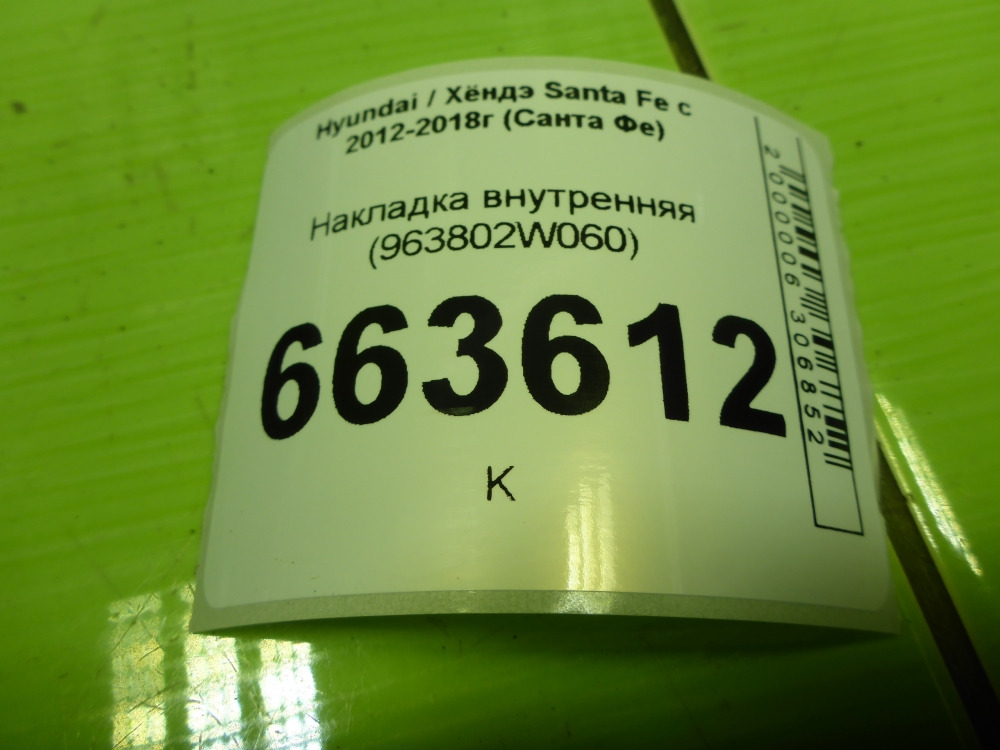 Hyundai / Хёндэ Santa Fe с
2012-2018г (Санта Фе)
Накладка внутренняя
(963802W060)
663612
К
2000006306852